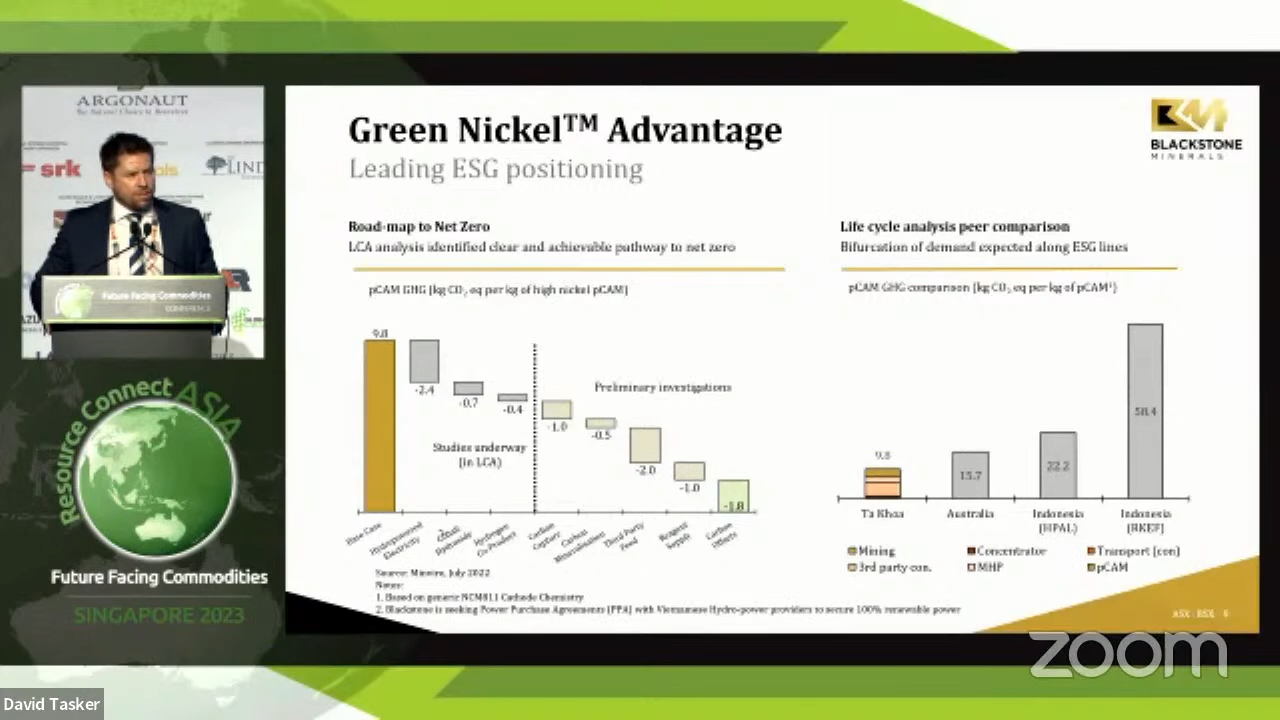 ARGONAUT
srk
LIND
Future Facing Commodities
CONFERENCE
Resource Connect ASIA
Future Facing Commodities
SINGAPORE 2023
Green Nickel™ Advantage
Leading ESG positioning
BLACKSTONE
MINERALS
Road-map to Net Zero
LCA analysis identified clear and achievable pathway to net zero
pCAM GHG (kg CO₂ eq per kg of high nickel pCAM)
9.8
-2.4
-0.7
-0.4
-1.0
-0.5
-2.0
-1.0
-1.8
Studies underway
(in LCA)
Preliminary investigations
Base Case
Hydropowered
Electricity
Hydrogen
Co-Product
Carbon
Capture
Carbon
Mineralisation
Third Party
Feed
Reagent
Supply
Carbon
Offsets
Life cycle analysis peer comparison
Bifurcation of demand expected along ESG lines
pCAM GHG comparison (kg CO₂ eq per kg of pCAM¹)
9.8
15.7
22.2
58.4
Ta Khoa
Australia
Indonesia
(HPAL)
Indonesia
(RKEF)
Mining
Concentrator
Transport (con)
3rd party con.
MHP
pCAM
Source: Minviro, July 2022
Notes:
1. Based on generic NCM811 Cathode Chemistry
2. Blackstone is seeking Power Purchase Agreements (PPA) with Vietnamese Hydro-power providers to secure 100% renewable power
ASX : BSX 9
zoom
David Tasker